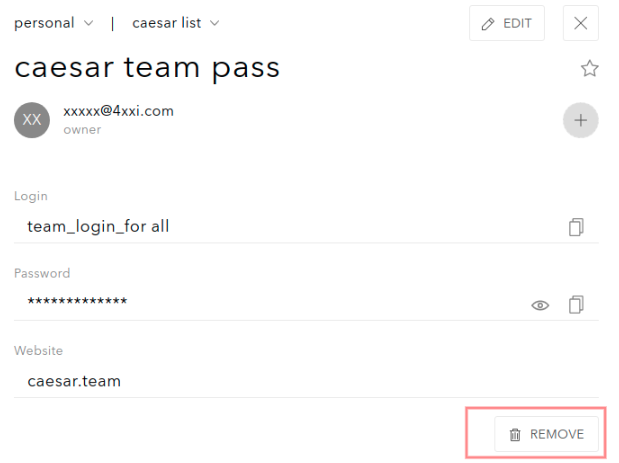 personal | caesar list EDIT
caesar team pass
XX xxxxx@4xxi.com
owner
Login
team_login_for all
Password
*************
Website
caesar.team
REMOVE